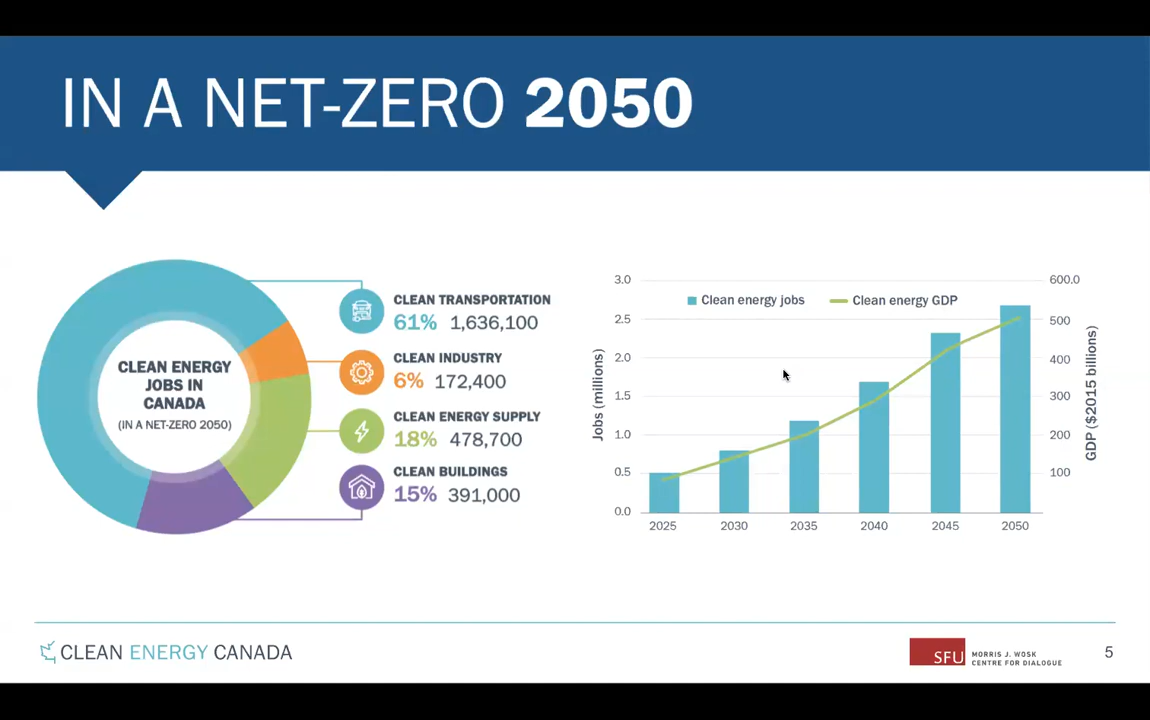 IN A NET-ZERO 2050
CLEAN ENERGY
JOBS IN
CANADA
(IN A NET-ZERO 2050)
CLEAN TRANSPORTATION
61% 1,636,100
CLEAN INDUSTRY
6% 172,400
CLEAN ENERGY SUPPLY
18% 478,700
CLEAN BUILDINGS
15% 391,000
Clean energy jobs
Clean energy GDP
Jobs (millions)
3.0
2.5
2.0
1.5
1.0
0.5
0.0
2025 2030 2035 2040 2045 2050
600.0
500
400
300
200
100
GDP ($2015 billions)
CLEAN ENERGY CANADA
SFU
MORRIS J. WOSK
CENTRE FOR DIALOGUE
5